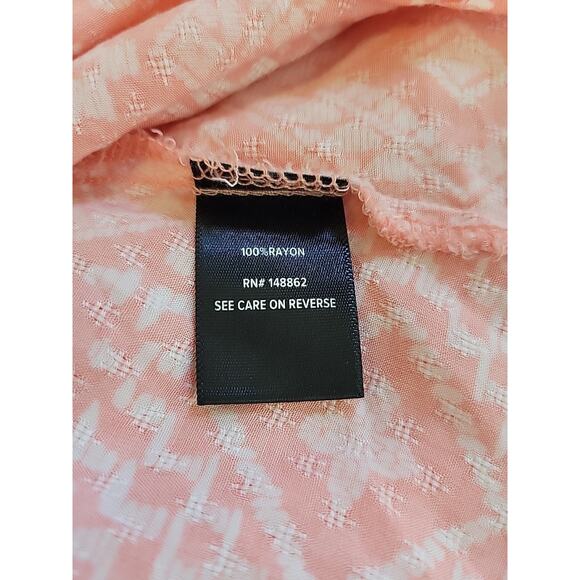 100%RAYON
RN# 148862
SEE CARE ON REVERSE